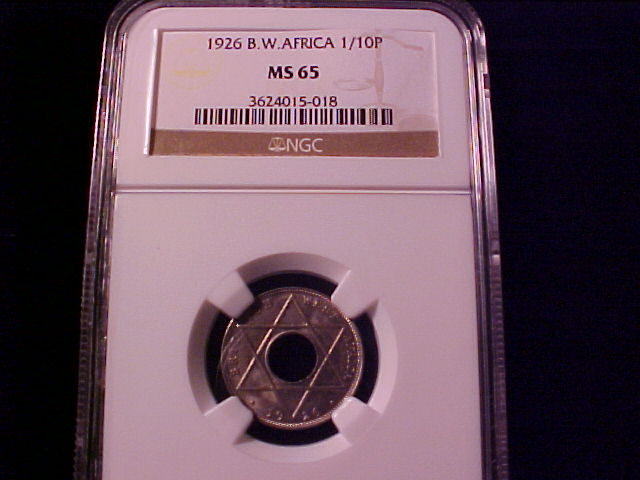 1926 B.W.AFRICA 1/10P
MS 65
3624015-018
NGC